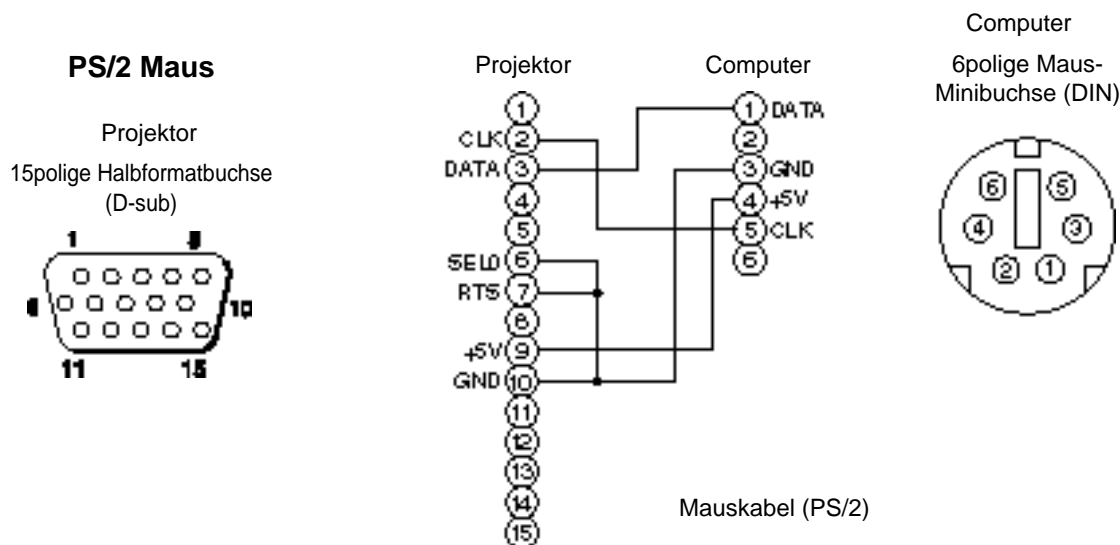 PS/2 Maus
Projektor
15polige Halbformatbuchse
(D-sub)
1 5
6 10
11 15
Projektor Computer
1 1 DATA
CLK 2 2
DATA 3 3 GND
4 4 +5V
5 5 CLK
SEL0 6 6
RTS 7
8
+5V 9
GND 10
11
12
13
14
15
Mauskabel (PS/2)
Computer
6polige Maus-
Minibuchse (DIN)
6 5
4 3
2 1